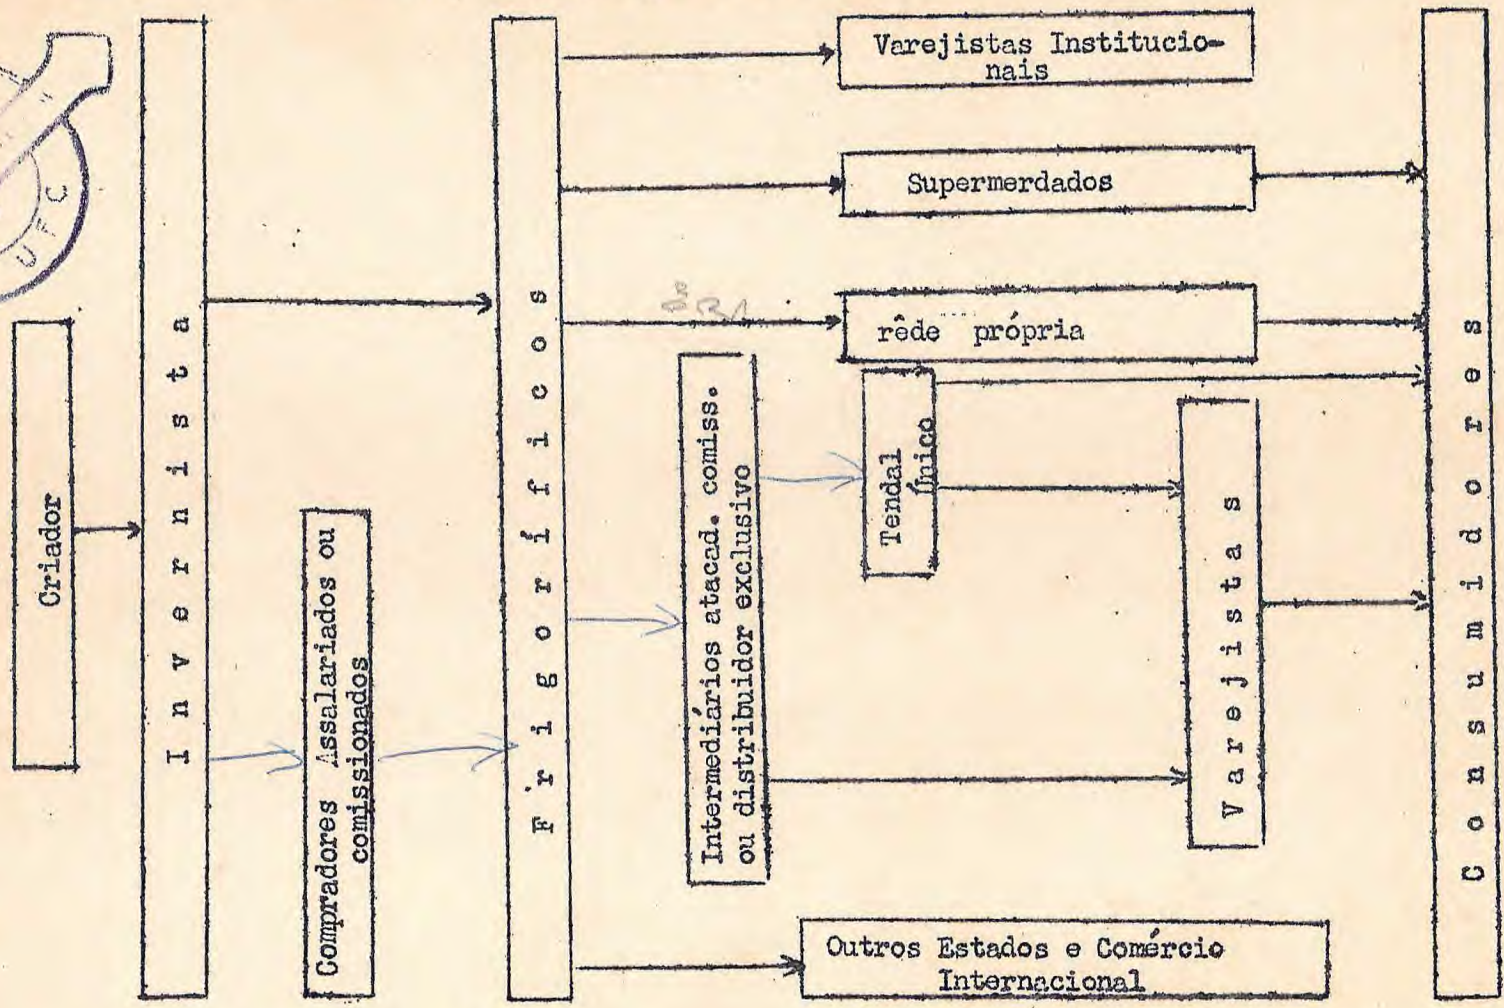 UFC
Criador
Invernista
Compradores Assalariados ou
comissionados
Frigoríficos
Varejistas Institucio-
nais
Supermerdados
rêde própria
Intermediários atacad. comiss.
ou distribuidor exclusivo
Tendal
Único
Varejistas
Outros Estados e Comércio
Internacional
Consumidores